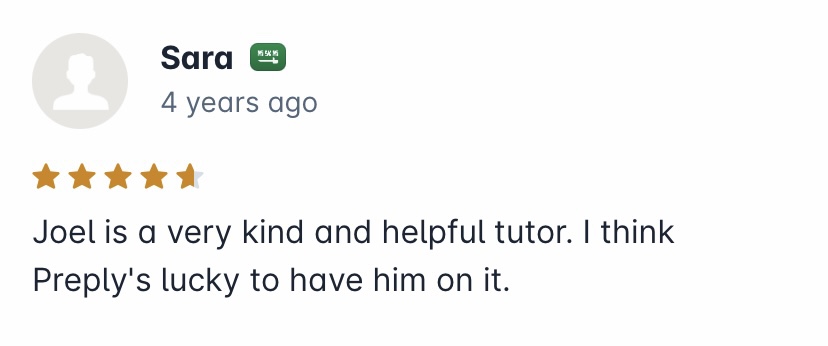 Sara
4 years ago
Joel is a very kind and helpful tutor. I think
Preply's lucky to have him on it.